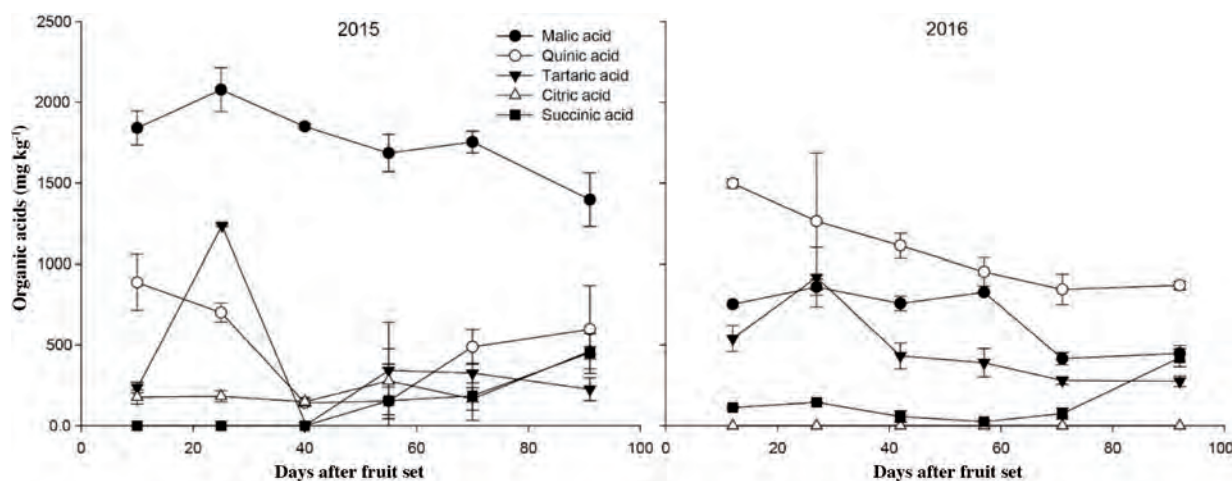 2015
2016
Malic acid
Quinic acid
Tartaric acid
Citric acid
Succinic acid
Organic acids (mg kg⁻¹)
2500
2000
1500
1000
500
0.0
0 20 40 60 80 100
0 20 40 60 80 100
Days after fruit set
Days after fruit set